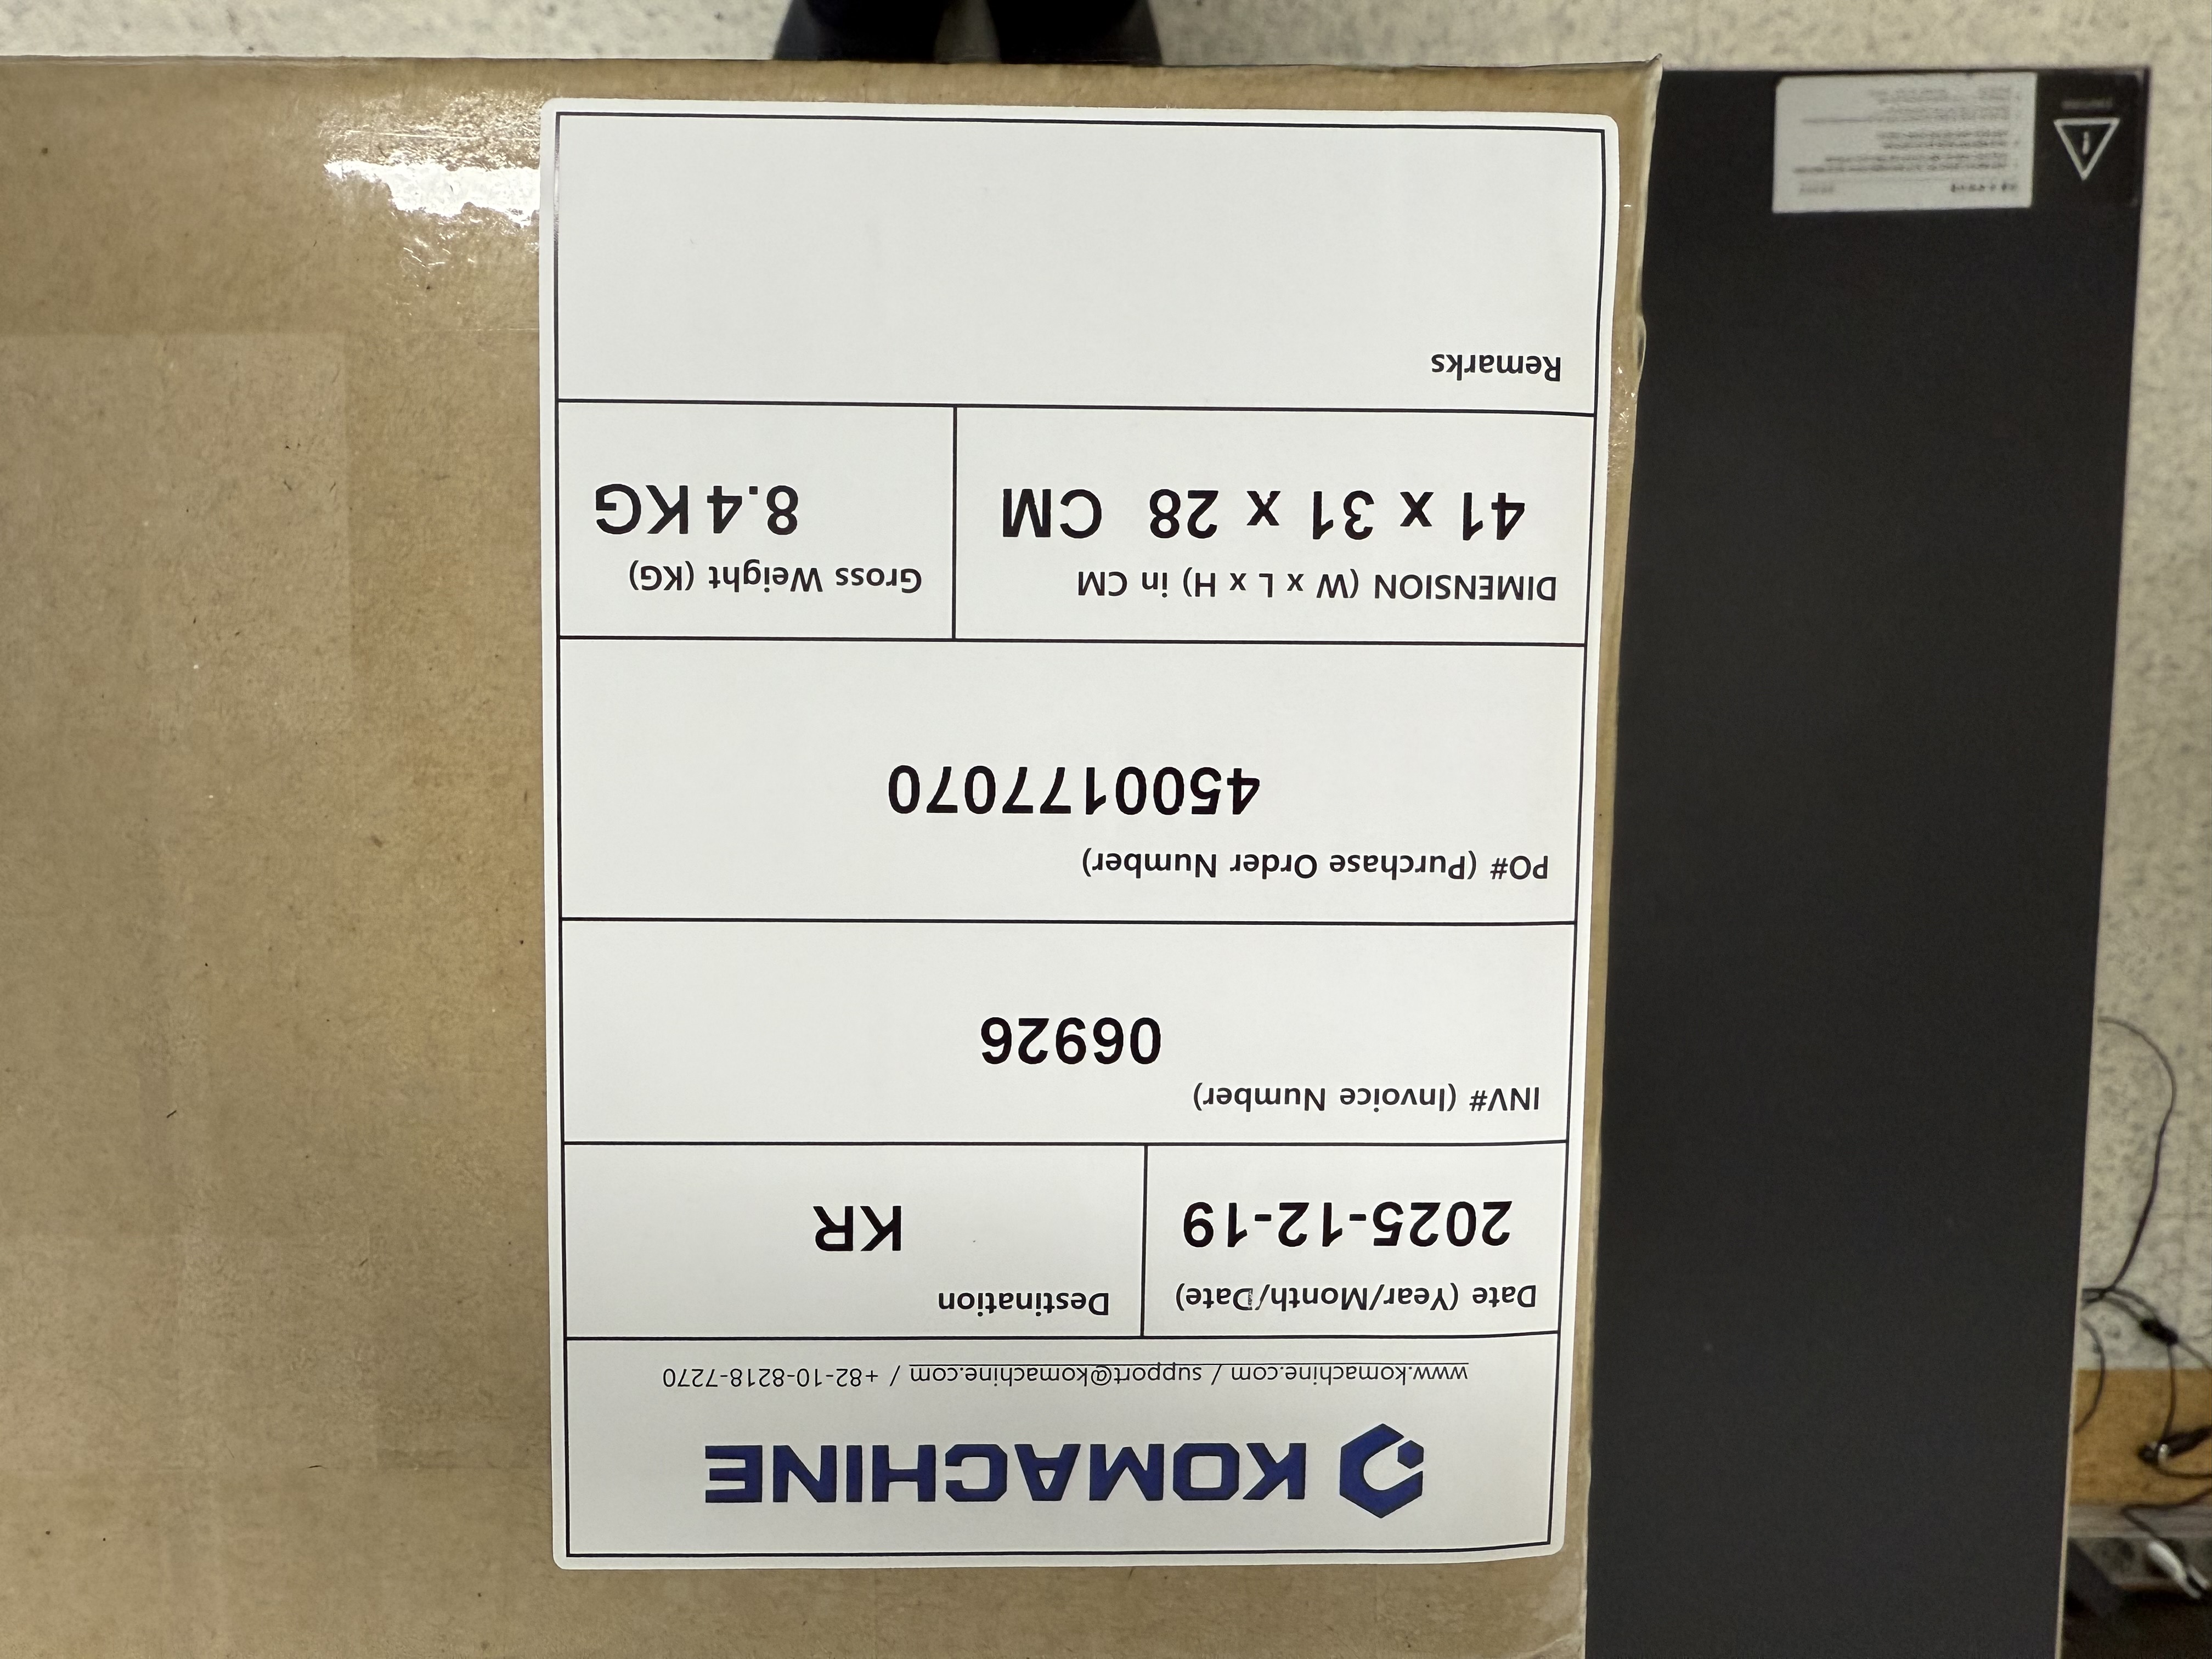 KOMACHINE
www.komachine.com / support@komachine.com / +82-10-8218-7270
Date (Year/Month/Date)
2025-12-19
Destination
KR
INV# (Invoice Number)
06926
PO# (Purchase Order Number)
4500177070
DIMENSION (W x L x H) in CM
41 x 31 x 28 CM
Gross Weight (KG)
8.4 KG
Remarks